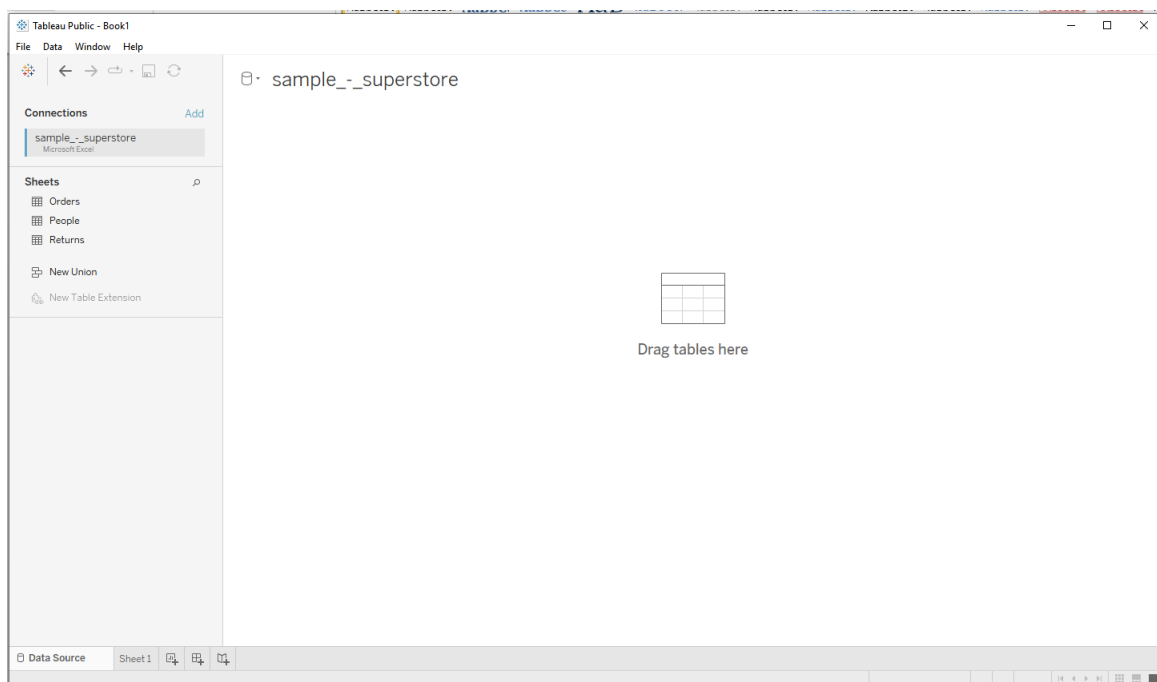 Tableau Public - Book1
File Data Window Help
sample_-_superstore
Connections Add
sample_-_superstore
Microsoft Excel
Sheets
Orders
People
Returns
New Union
New Table Extension
Drag tables here
Data Source Sheet 1